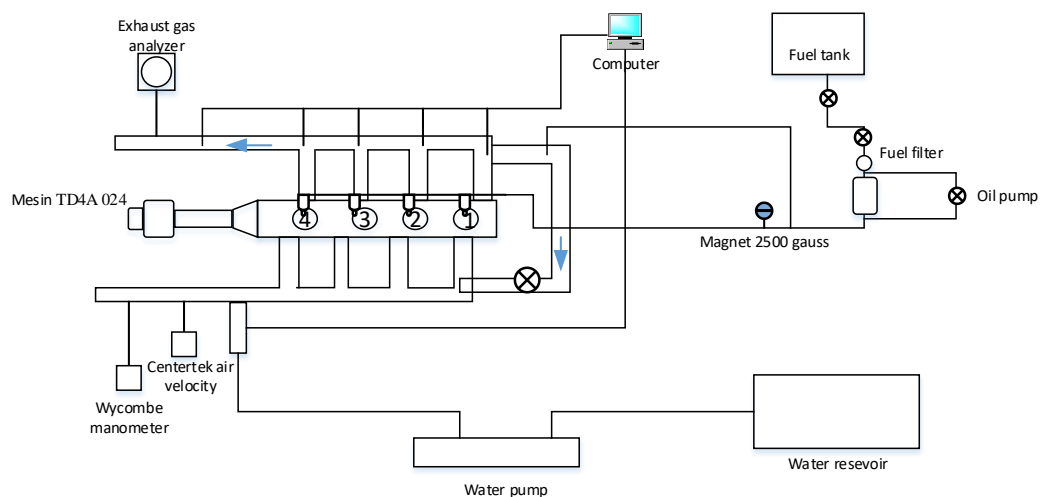 Exhaust gas
analyzer
Computer
Fuel tank
Fuel filter
Oil pump
Mesin TD4A 024
4 3 2 1
Magnet 2500 gauss
Centertek air
velocity
Wycombe
manometer
Water pump
Water resevoir